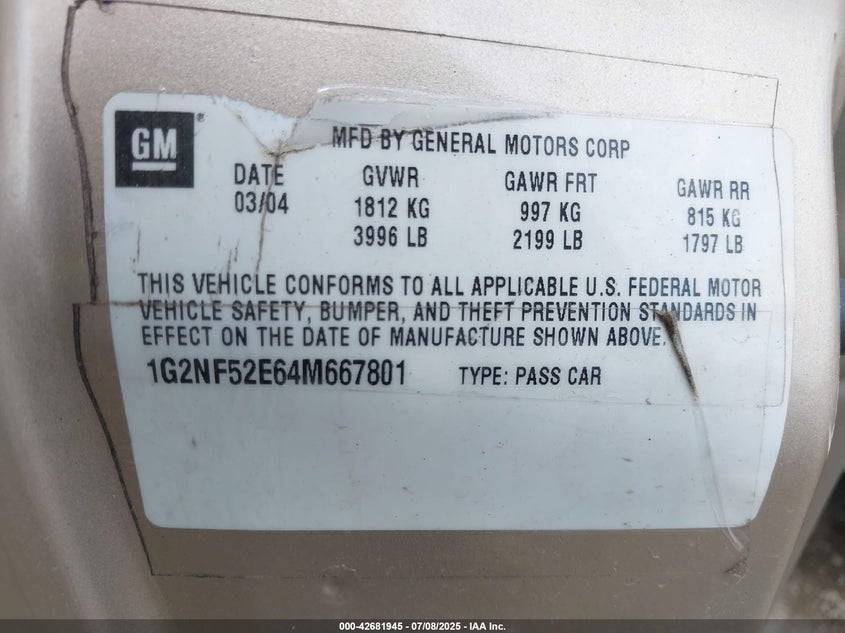 GM ®
MFD BY GENERAL MOTORS CORP
DATE GVWR GAWR FRT GAWR RR
03/04 1812 KG 997 KG 815 KG
3996 LB 2199 LB 1797 LB
THIS VEHICLE CONFORMS TO ALL APPLICABLE U.S. FEDERAL MOTOR
VEHICLE SAFETY, BUMPER, AND THEFT PREVENTION STANDARDS IN
EFFECT ON THE DATE OF MANUFACTURE SHOWN ABOVE.
1G2NF52E64M667801 TYPE: PASS CAR
000-42681945 - 07/08/2025 - IAA Inc.